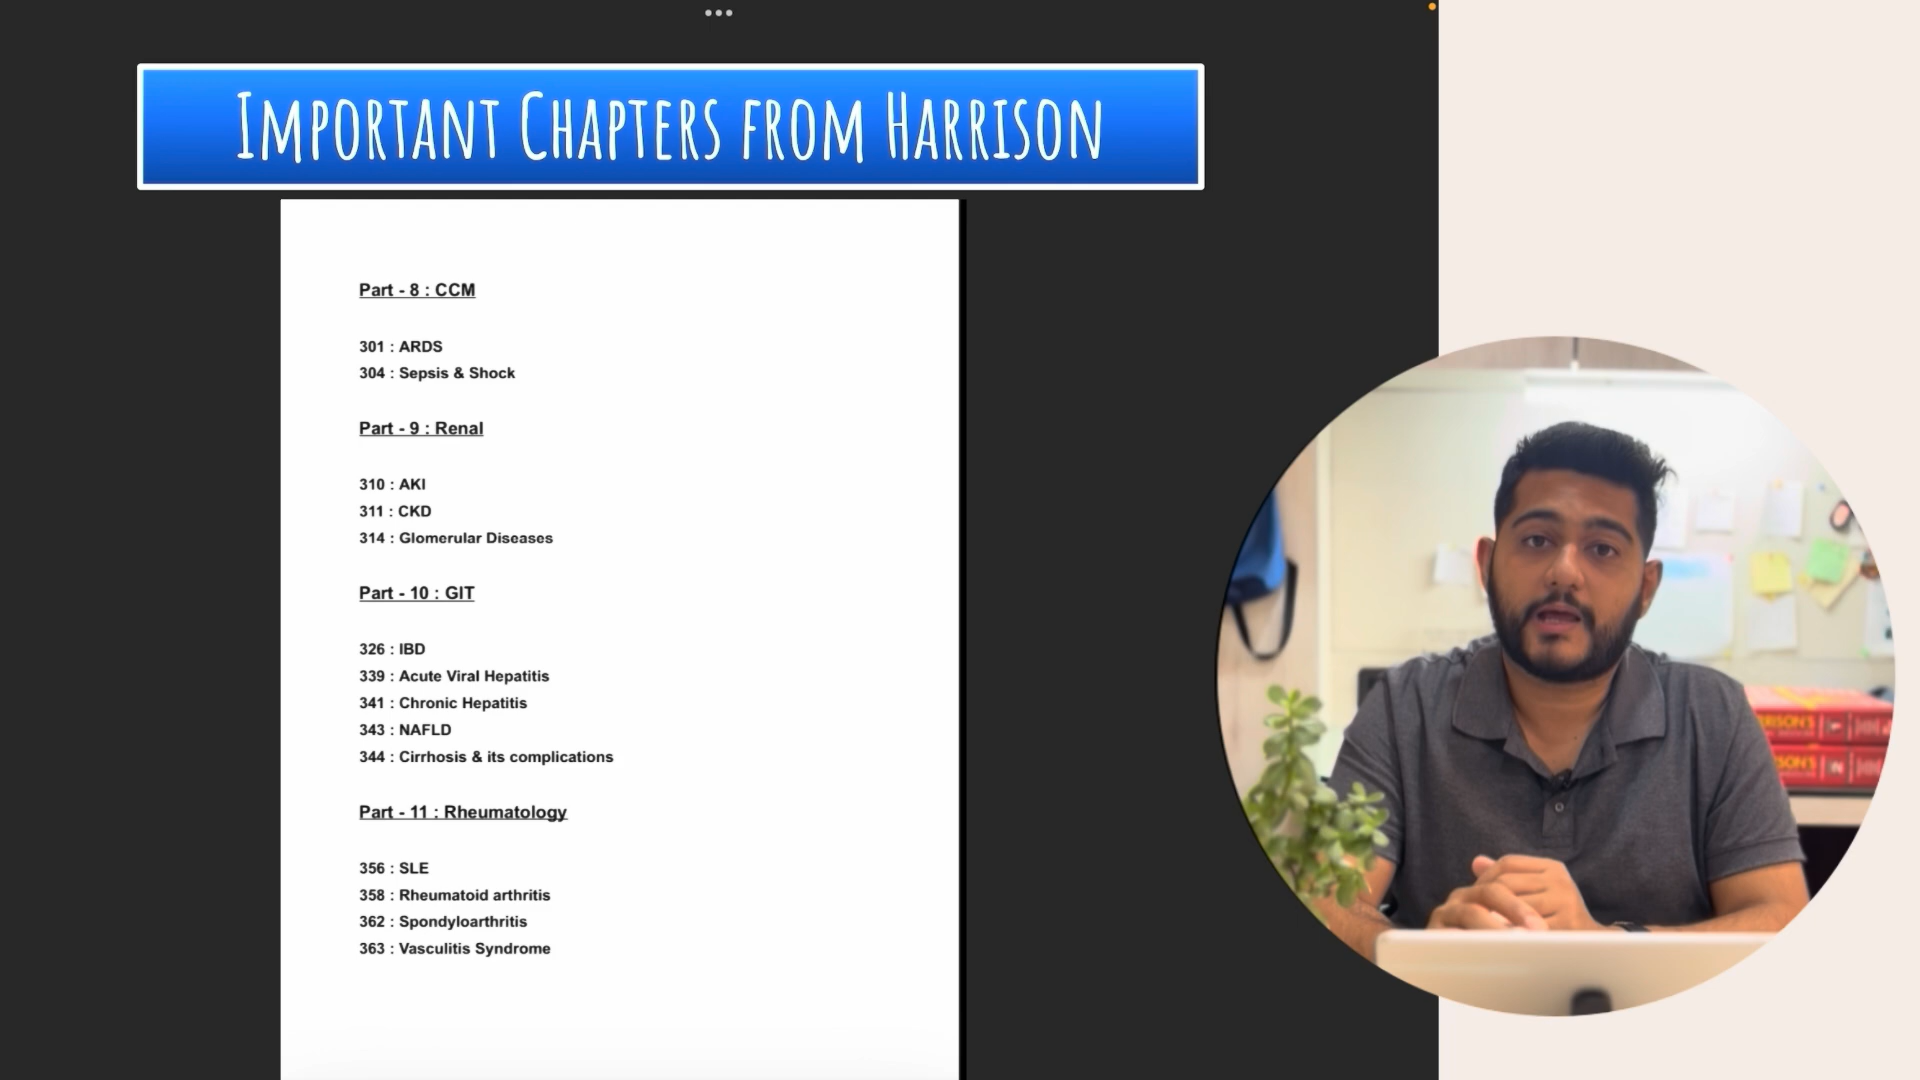 Important Chapters from Harrison
Part - 8 : CCM
301 : ARDS
304 : Sepsis & Shock
Part - 9 : Renal
310 : AKI
311 : CKD
314 : Glomerular Diseases
Part - 10 : GIT
326 : IBD
339 : Acute Viral Hepatitis
341 : Chronic Hepatitis
343 : NAFLD
344 : Cirrhosis & its complications
Part - 11 : Rheumatology
356 : SLE
358 : Rheumatoid arthritis
362 : Spondyloarthritis
363 : Vasculitis Syndrome